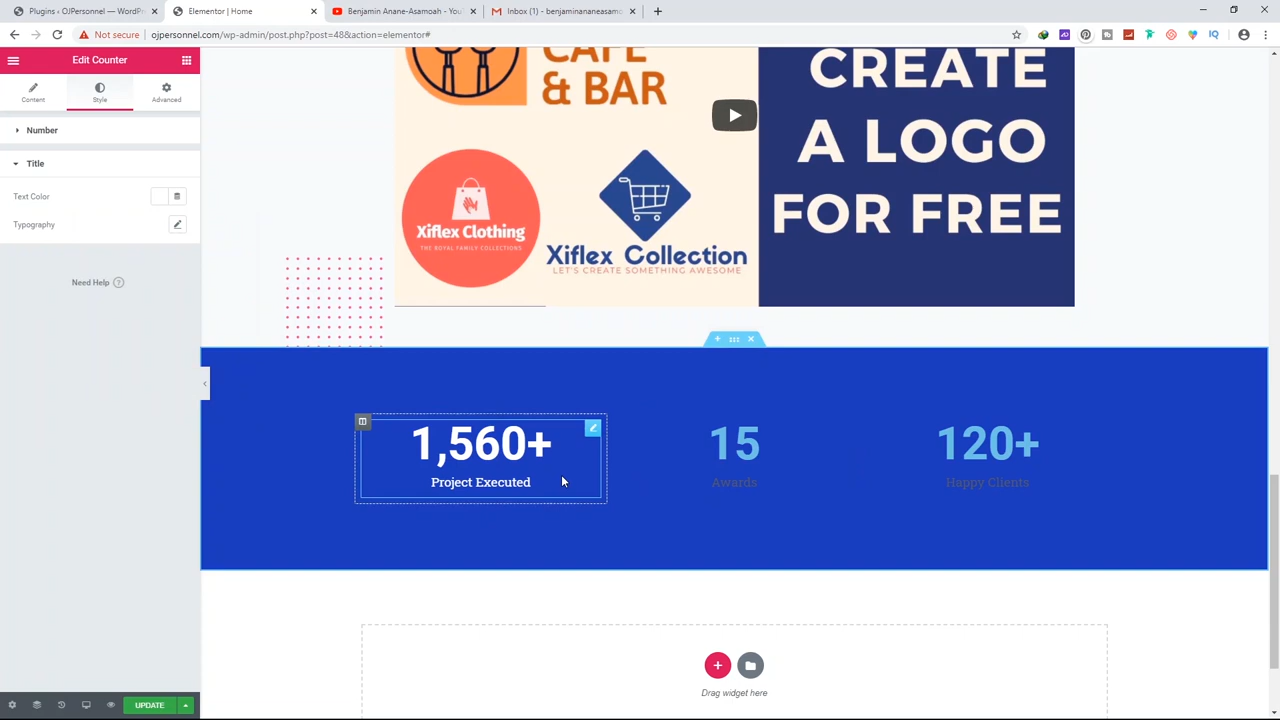 Plugins ‹ OJPersonnel — WordPr
Elementor | Home
Benjamin Anane-Asamoah - You
Inbox (1) - benjaminananeasamo
Not secure
ojpersonnel.com/wp-admin/post.php?post=48&action=elementor#
Edit Counter
Content
Style
Advanced
Number
Title
Text Color
Typography
Need Help
CAFE
& BAR
CREATE
A LOGO
FOR FREE
Xiflex Clothing
THE ROYAL FAMILY COLLECTIONS
Xiflex Collection
LET'S CREATE SOMETHING AWESOME
1,560+
Project Executed
15
Awards
120+
Happy Clients
Drag widget here
UPDATE